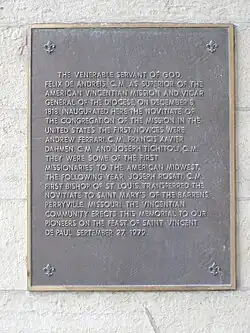 THE VENERABLE SERVANT OF GOD,
FELIX DE ANDREIS, C.M. AS SUPERIOR OF THE
AMERICAN VINCENTIAN MISSION AND VICAR
GENERAL OF THE DIOCESE, ON DECEMBER 8,
1818 INAUGURATED HERE THE NOVITIATE OF
THE CONGREGATION OF THE MISSION IN THE
UNITED STATES. THE FIRST NOVICES WERE
ANDREW FERRARI, C.M., FRANCIS XAVIER
DAHMEN, C.M. AND JOSEPH TICHITOLI, C.M.
THEY WERE SOME OF THE FIRST
MISSIONARIES TO THE AMERICAN MIDWEST.
THE FOLLOWING YEAR JOSEPH ROSATI, C.M.
FIRST BISHOP OF ST. LOUIS, TRANSFERRED THE
NOVITIATE TO SAINT MARY'S OF THE BARRENS,
PERRYVILLE, MISSOURI. THE VINCENTIAN
COMMUNITY ERECTS THIS MEMORIAL TO OUR
PIONEERS ON THE FEAST OF SAINT VINCENT
DE PAUL, SEPTEMBER 27, 1979.